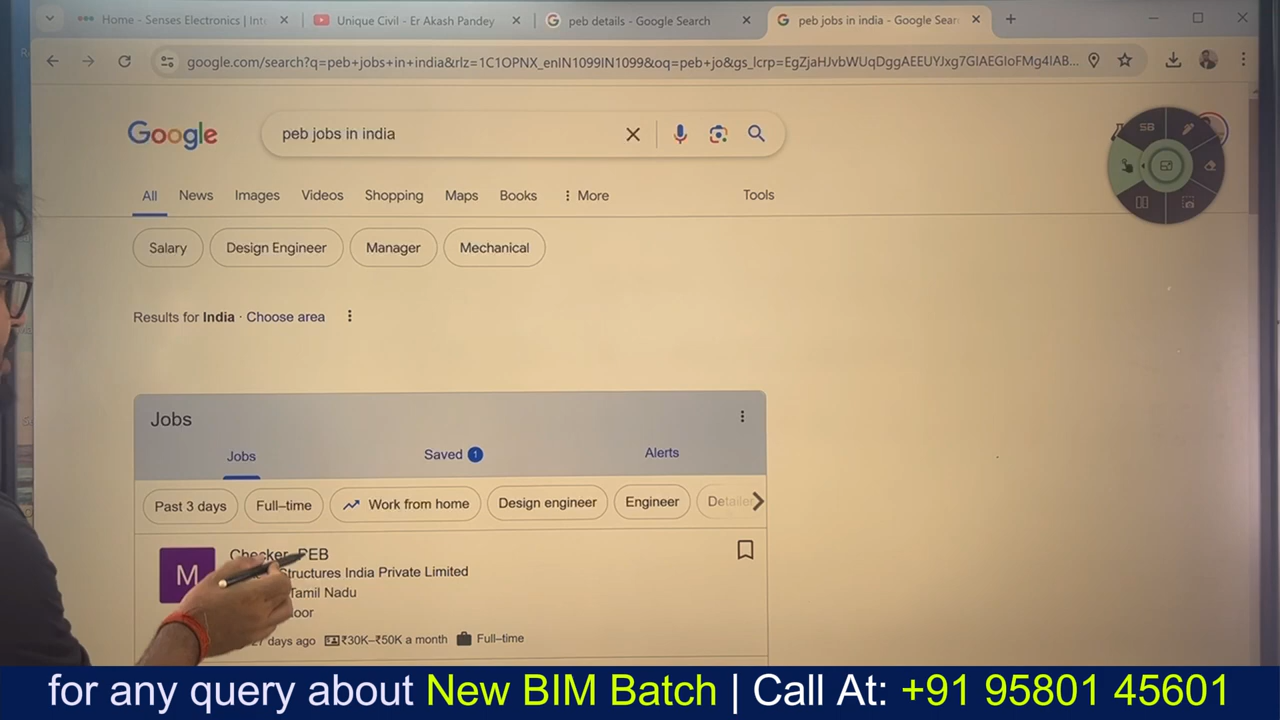 Home - Senses Electronics | Int
Unique Civil - Er Akash Pandey
peb details - Google Search
peb jobs in india - Google Sear
google.com/search?q=peb+jobs+in+india&rlz=1C1OPNX_enIN1099IN1099&oq=peb+jo&gs_lcrp=EgZjaHJvbWUqDggAEEUYJxg7GIAEGIoFMg4IAB...
Google
peb jobs in india
SB
All News Images Videos Shopping Maps Books More Tools
Salary Design Engineer Manager Mechanical
Results for India · Choose area
Jobs
Jobs Saved 1 Alerts
Past 3 days Full–time Work from home Design engineer Engineer Detailer
Checker PEB
M
Structures India Private Limited
Tamil Nadu
27 days ago ₹30K–₹50K a month Full–time
for any query about New BIM Batch | Call At: +91 95801 45601